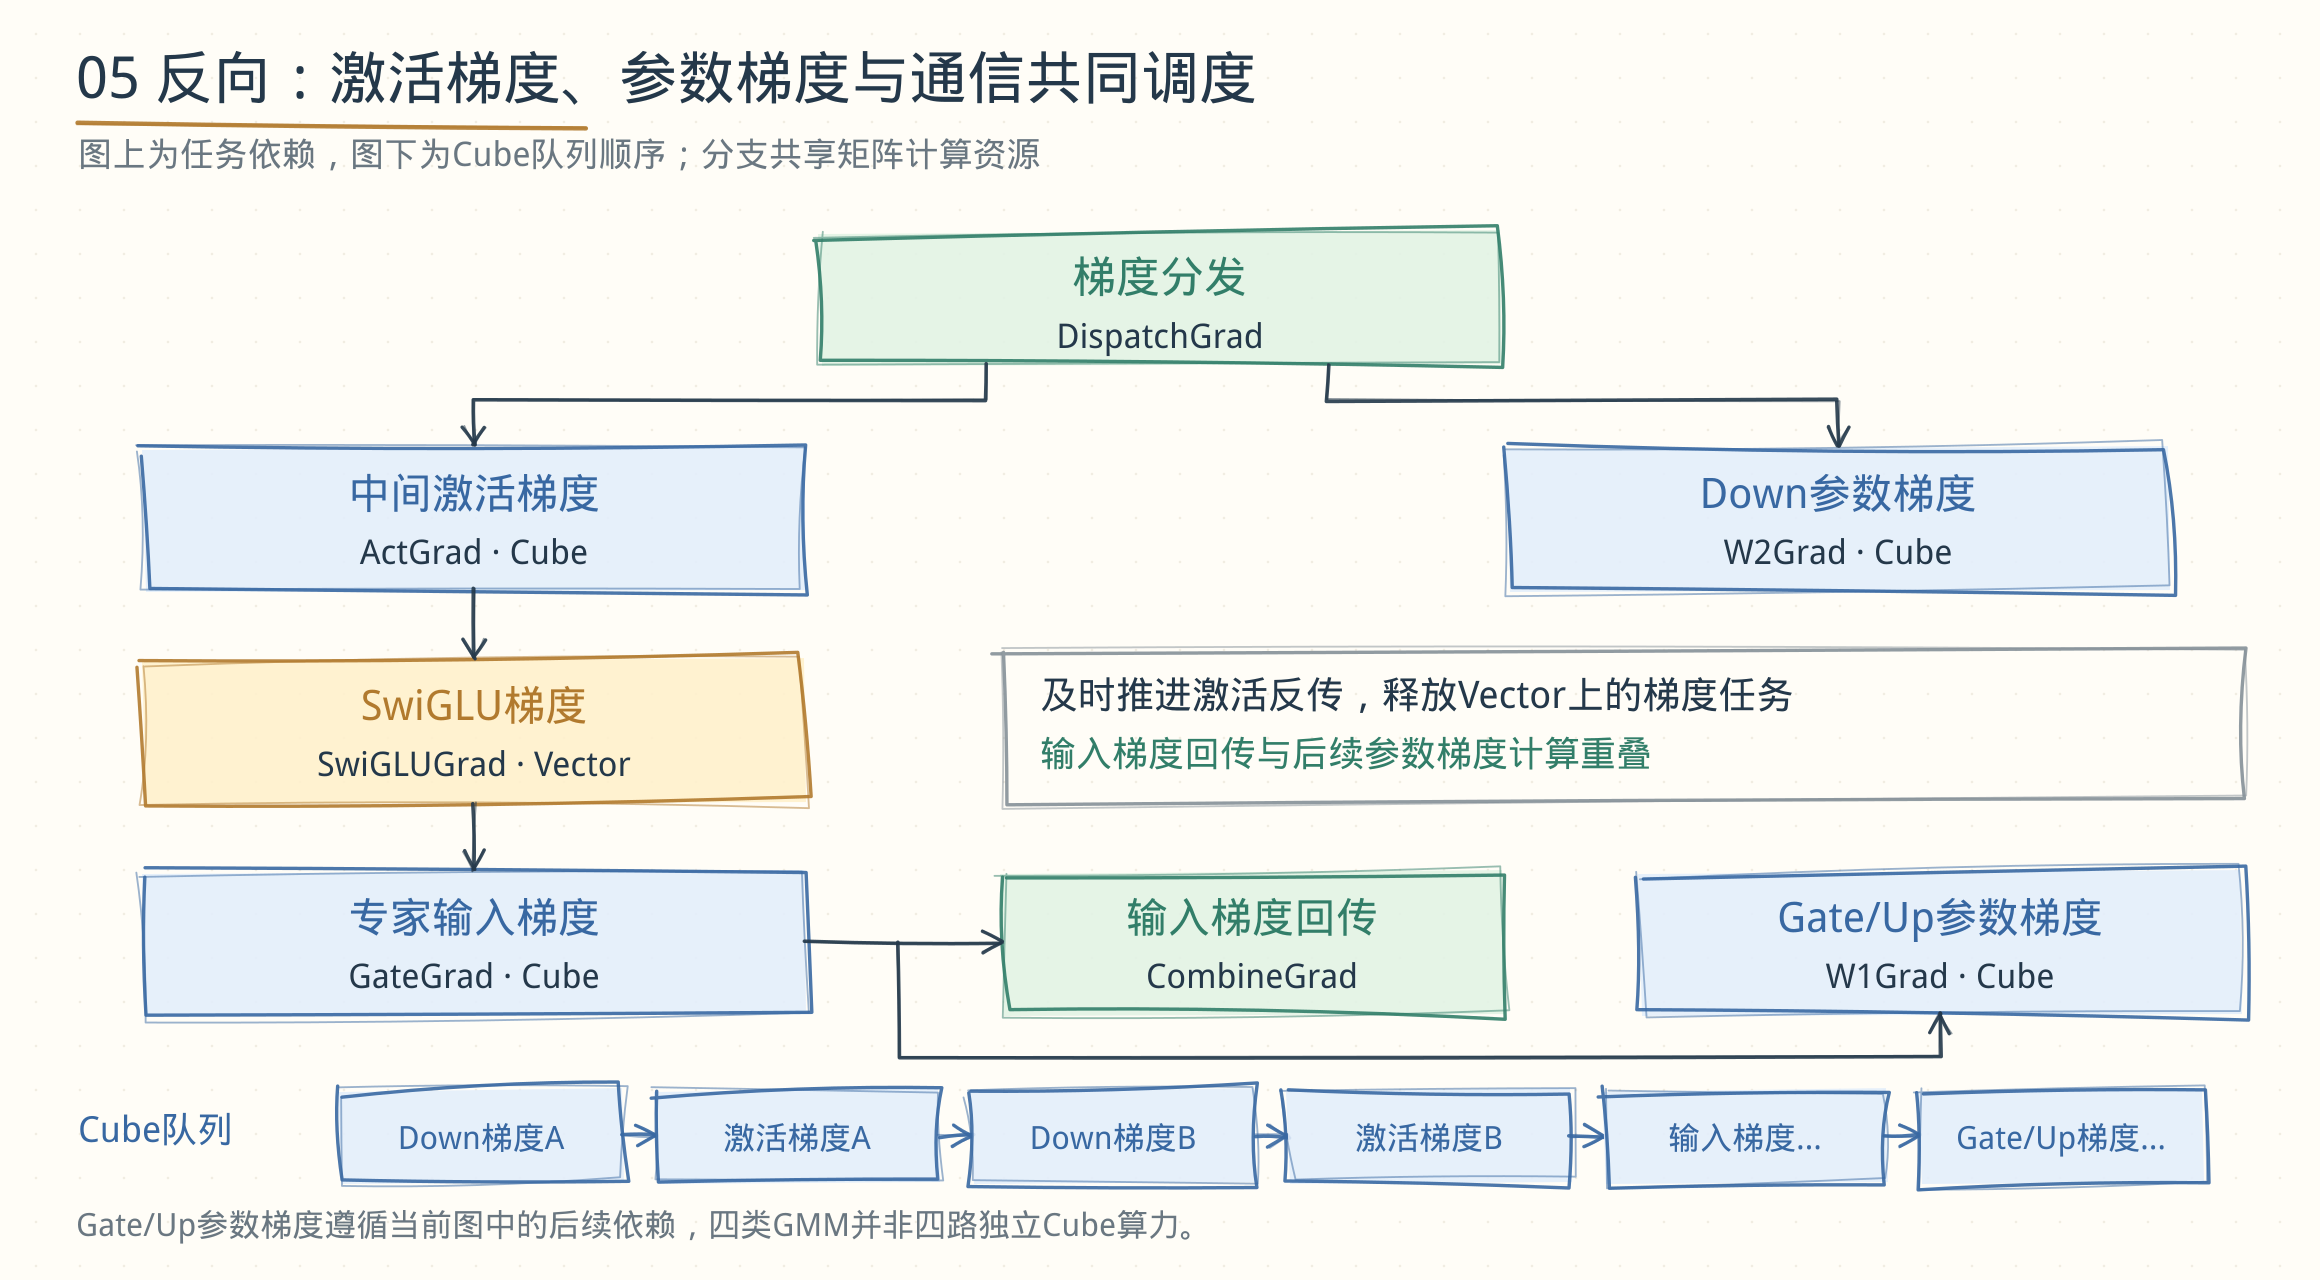 05 反向：激活梯度、参数梯度与通信共同调度
图上为任务依赖，图下为Cube队列顺序；分支共享矩阵计算资源
梯度分发
DispatchGrad
中间激活梯度
ActGrad · Cube
Down参数梯度
W2Grad · Cube
SwiGLU梯度
SwiGLUGrad · Vector
及时推进激活反传，释放Vector上的梯度任务
输入梯度回传与后续参数梯度计算重叠
专家输入梯度
GateGrad · Cube
输入梯度回传
CombineGrad
Gate/Up参数梯度
W1Grad · Cube
Cube队列
Down梯度A
激活梯度A
Down梯度B
激活梯度B
输入梯度...
Gate/Up梯度...
Gate/Up参数梯度遵循当前图中的后续依赖，四类GMM并非四路独立Cube算力。